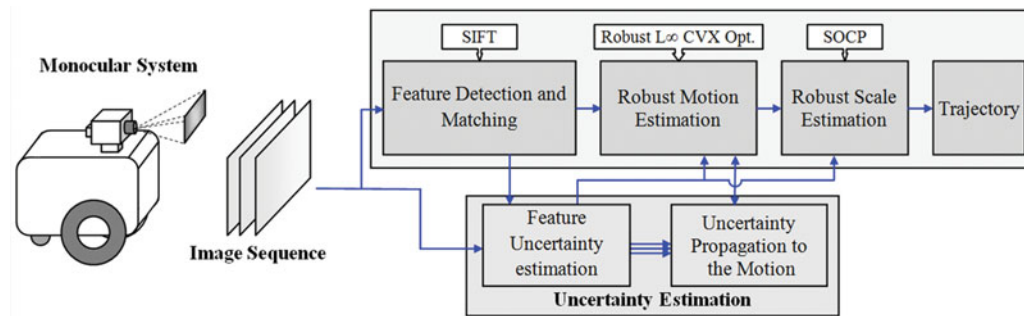 Monocular System
Image Sequence
SIFT
Robust L∞ CVX Opt.
SOCP
Feature Detection and
Matching
Robust Motion
Estimation
Robust Scale
Estimation
Trajectory
Feature
Uncertainty
estimation
Uncertainty
Propagation to
the Motion
Uncertainty Estimation